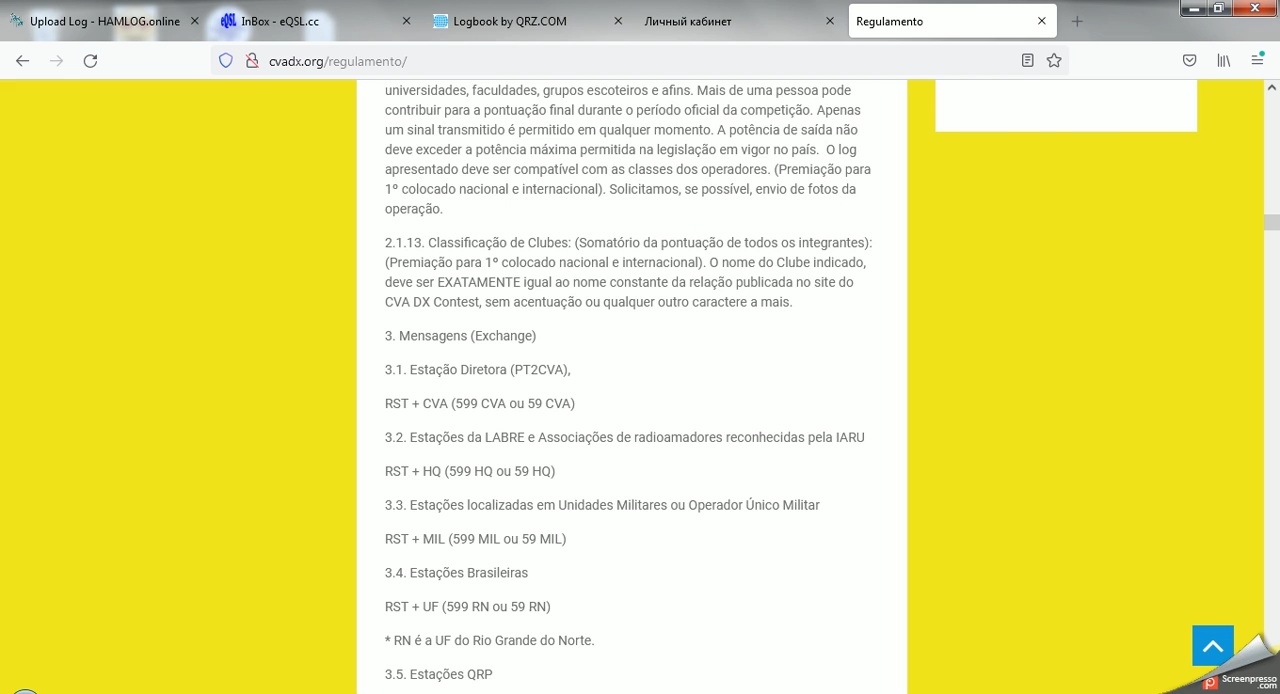 Upload Log - HAMLOG.online
InBox - eQSL.cc
Logbook by QRZ.COM
Личный кабинет
Regulamento
cvadx.org/regulamento/
universidades, faculdades, grupos escoteiros e afins. Mais de uma pessoa pode
contribuir para a pontuação final durante o período oficial da competição. Apenas
um sinal transmitido é permitido em qualquer momento. A potência de saída não
deve exceder a potência máxima permitida na legislação em vigor no país.  O log
apresentado deve ser compatível com as classes dos operadores. (Premiação para
1º colocado nacional e internacional). Solicitamos, se possível, envio de fotos da
operação.
2.1.13. Classificação de Clubes: (Somatório da pontuação de todos os integrantes):
(Premiação para 1º colocado nacional e internacional). O nome do Clube indicado,
deve ser EXATAMENTE igual ao nome constante da relação publicada no site do
CVA DX Contest, sem acentuação ou qualquer outro caractere a mais.
3. Mensagens (Exchange)
3.1. Estação Diretora (PT2CVA),
RST + CVA (599 CVA ou 59 CVA)
3.2. Estações da LABRE e Associações de radioamadores reconhecidas pela IARU
RST + HQ (599 HQ ou 59 HQ)
3.3. Estações localizadas em Unidades Militares ou Operador Único Militar
RST + MIL (599 MIL ou 59 MIL)
3.4. Estações Brasileiras
RST + UF (599 RN ou 59 RN)
* RN é a UF do Rio Grande do Norte.
3.5. Estações QRP
Screenpresso
.com